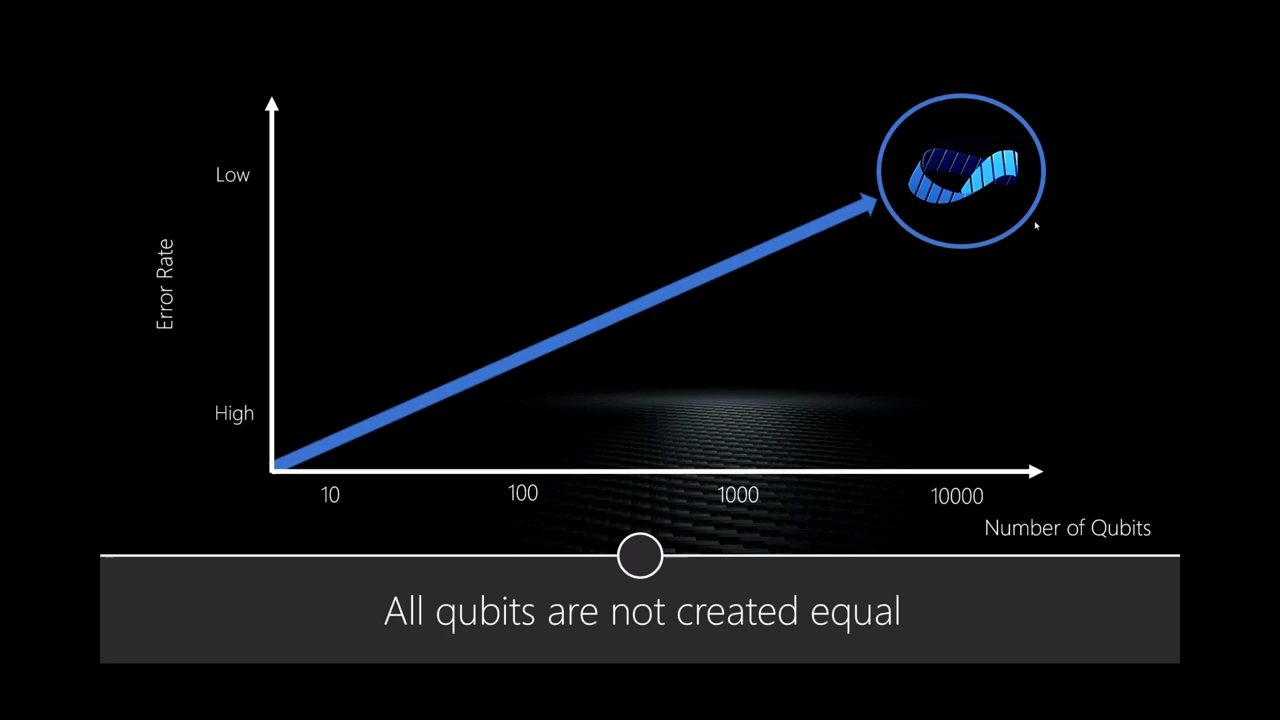 Low
Error Rate
High
10 100 1000 10000
Number of Qubits
All qubits are not created equal